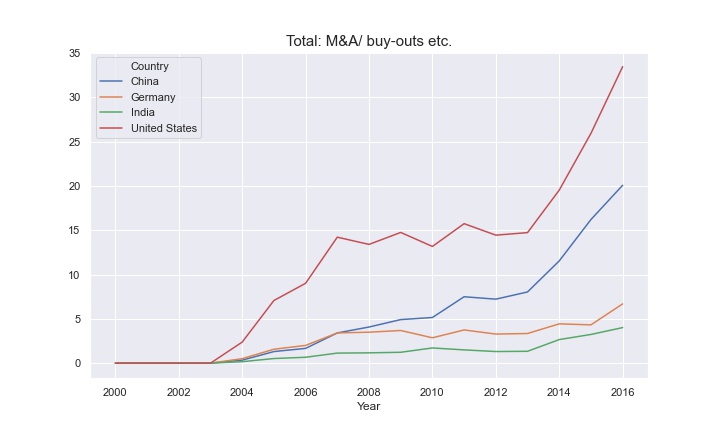 Total: M&A/ buy-outs etc.
35
30
25
20
15
10
5
0
Country
China
Germany
India
United States
2000 2002 2004 2006 2008 2010 2012 2014 2016
Year